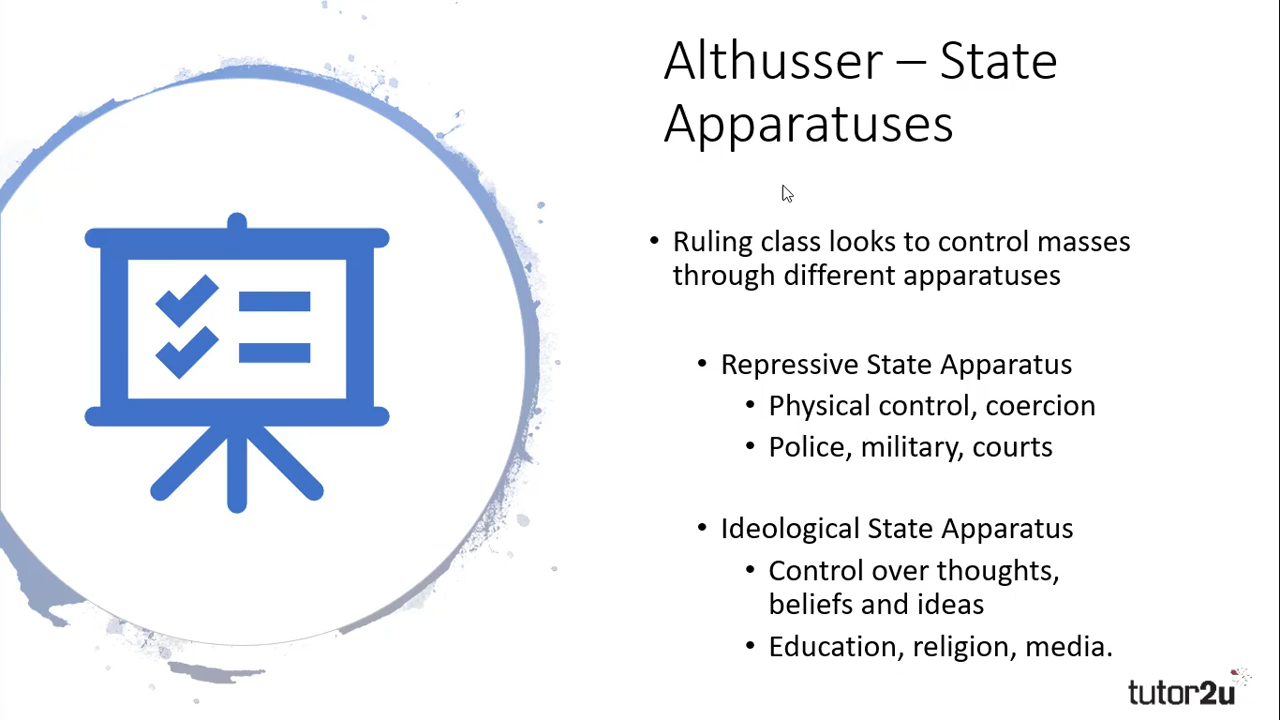 Althusser – State
Apparatuses
• Ruling class looks to control masses
through different apparatuses
• Repressive State Apparatus
• Physical control, coercion
• Police, military, courts
• Ideological State Apparatus
• Control over thoughts,
beliefs and ideas
• Education, religion, media.
tutor2u